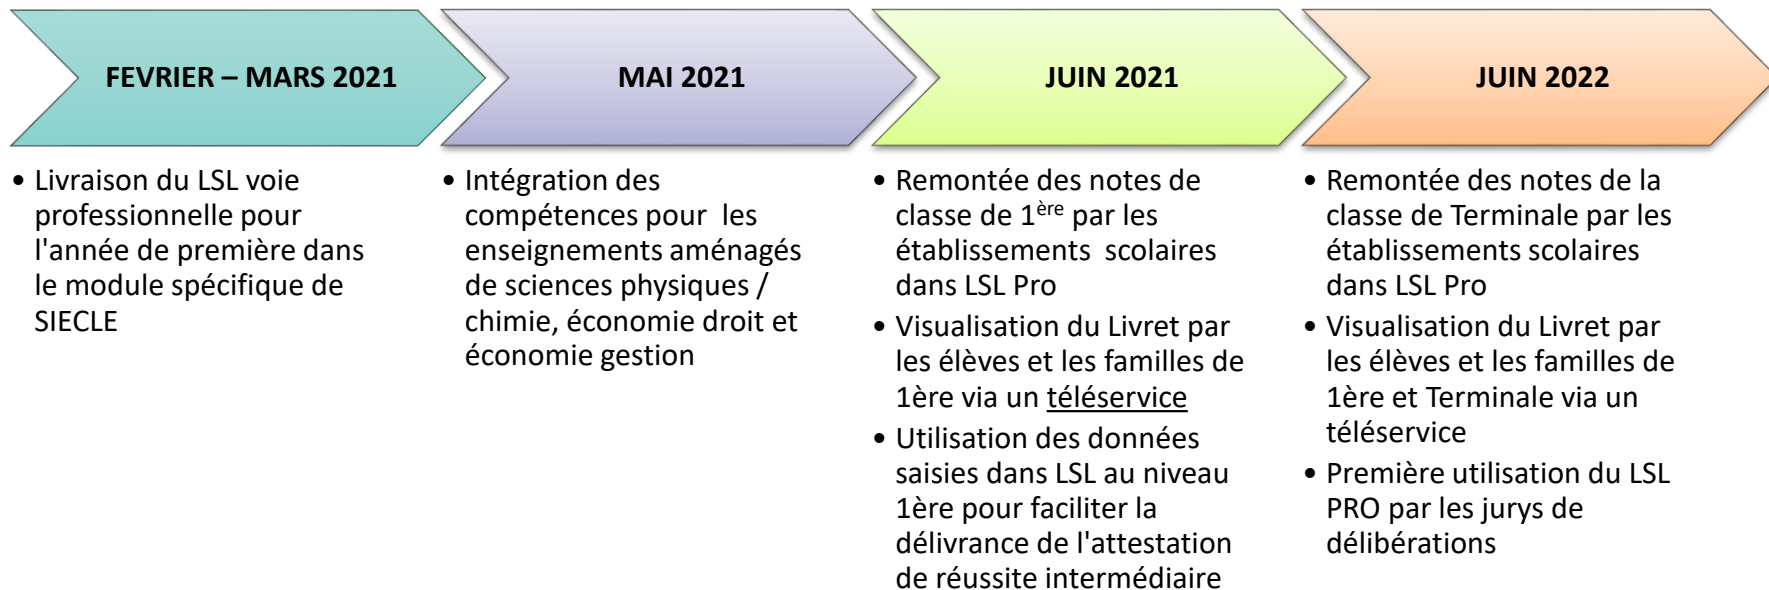 FEVRIER – MARS 2021
• Livraison du LSL voie
professionnelle pour
l'année de première dans
le module spécifique de
SIECLE
MAI 2021
• Intégration des
compétences pour les
enseignements aménagés
de sciences physiques /
chimie, économie droit et
économie gestion
JUIN 2021
• Remontée des notes de
classe de 1ère par les
établissements scolaires
dans LSL Pro
• Visualisation du Livret par
les élèves et les familles de
1ère via un téléservice
• Utilisation des données
saisies dans LSL au niveau
1ère pour faciliter la
délivrance de l'attestation
de réussite intermédiaire
JUIN 2022
• Remontée des notes de la
classe de Terminale par les
établissements scolaires
dans LSL Pro
• Visualisation du Livret par
les élèves et les familles de
1ère et Terminale via un
téléservice
• Première utilisation du LSL
PRO par les jurys de
délibérations